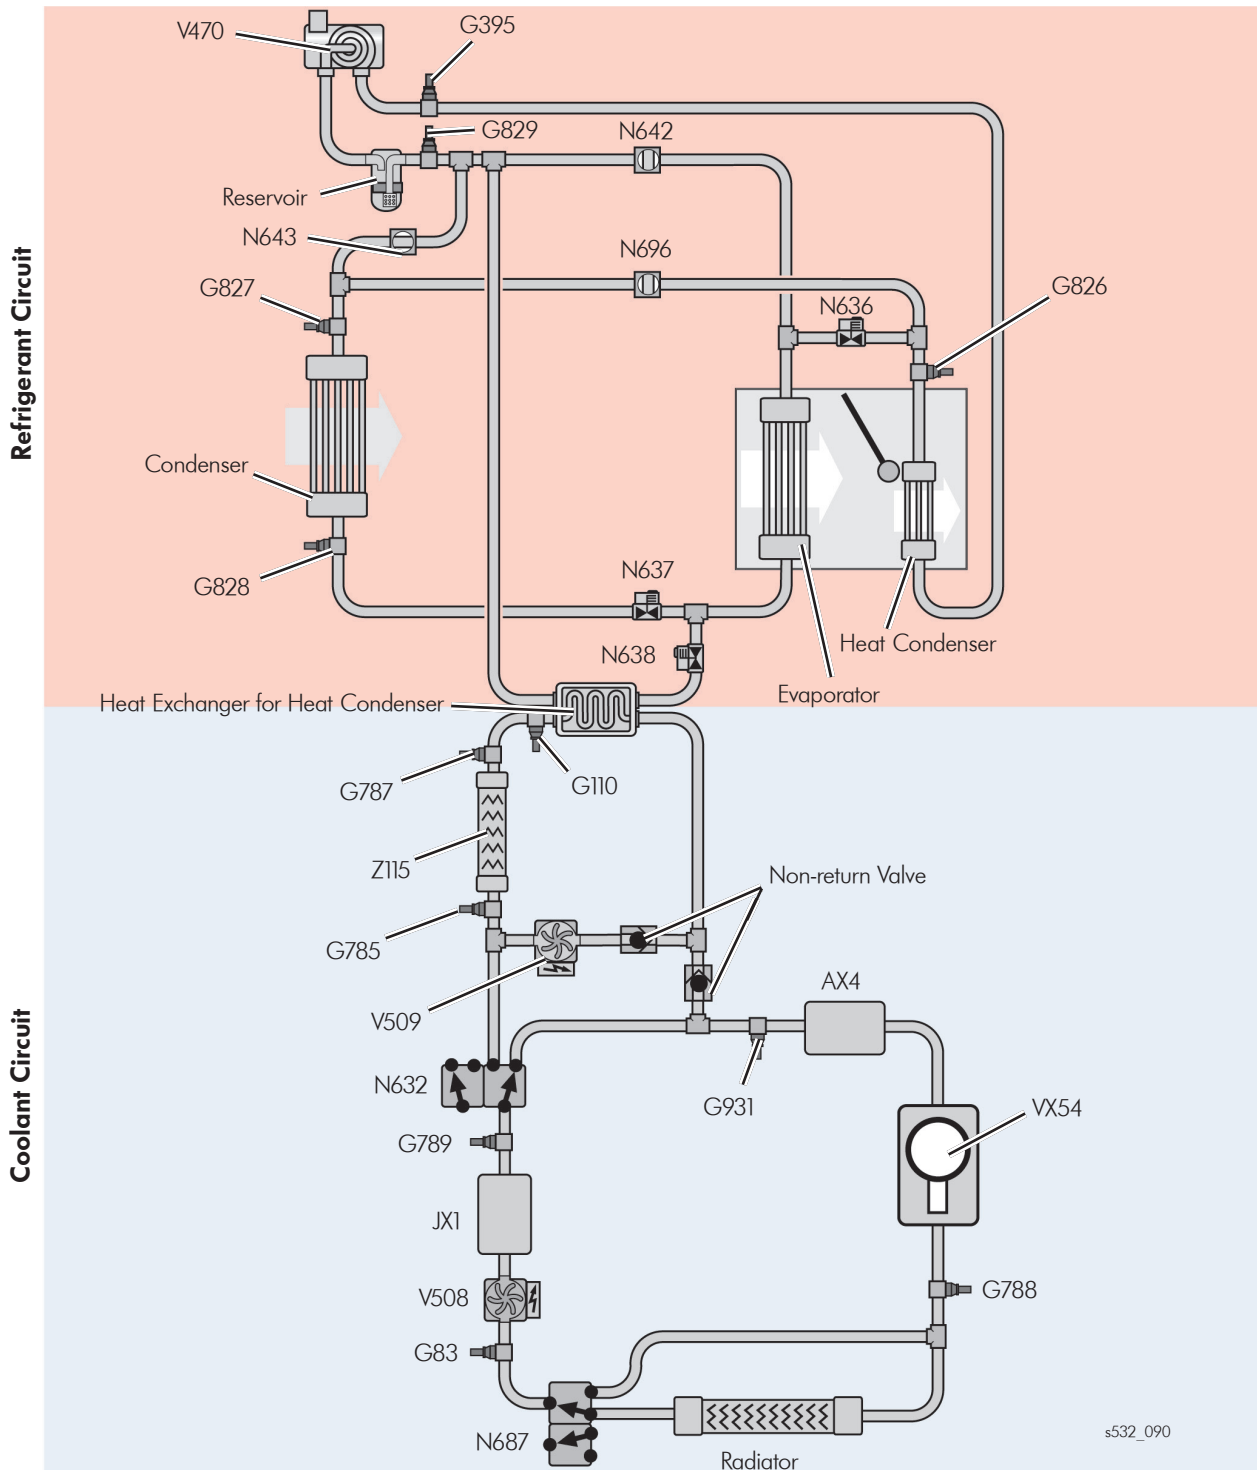 V470
G395
G829
N642
Reservoir
N643
N696
G827
N636
G826
Refrigerant Circuit
Condenser
G828
N637
N638
Heat Condenser
Evaporator
Heat Exchanger for Heat Condenser
G787
G110
Z115
Non-return Valve
G785
V509
AX4
N632
G931
VX54
Coolant Circuit
G789
JX1
V508
G788
G83
N687
Radiator
s532_090